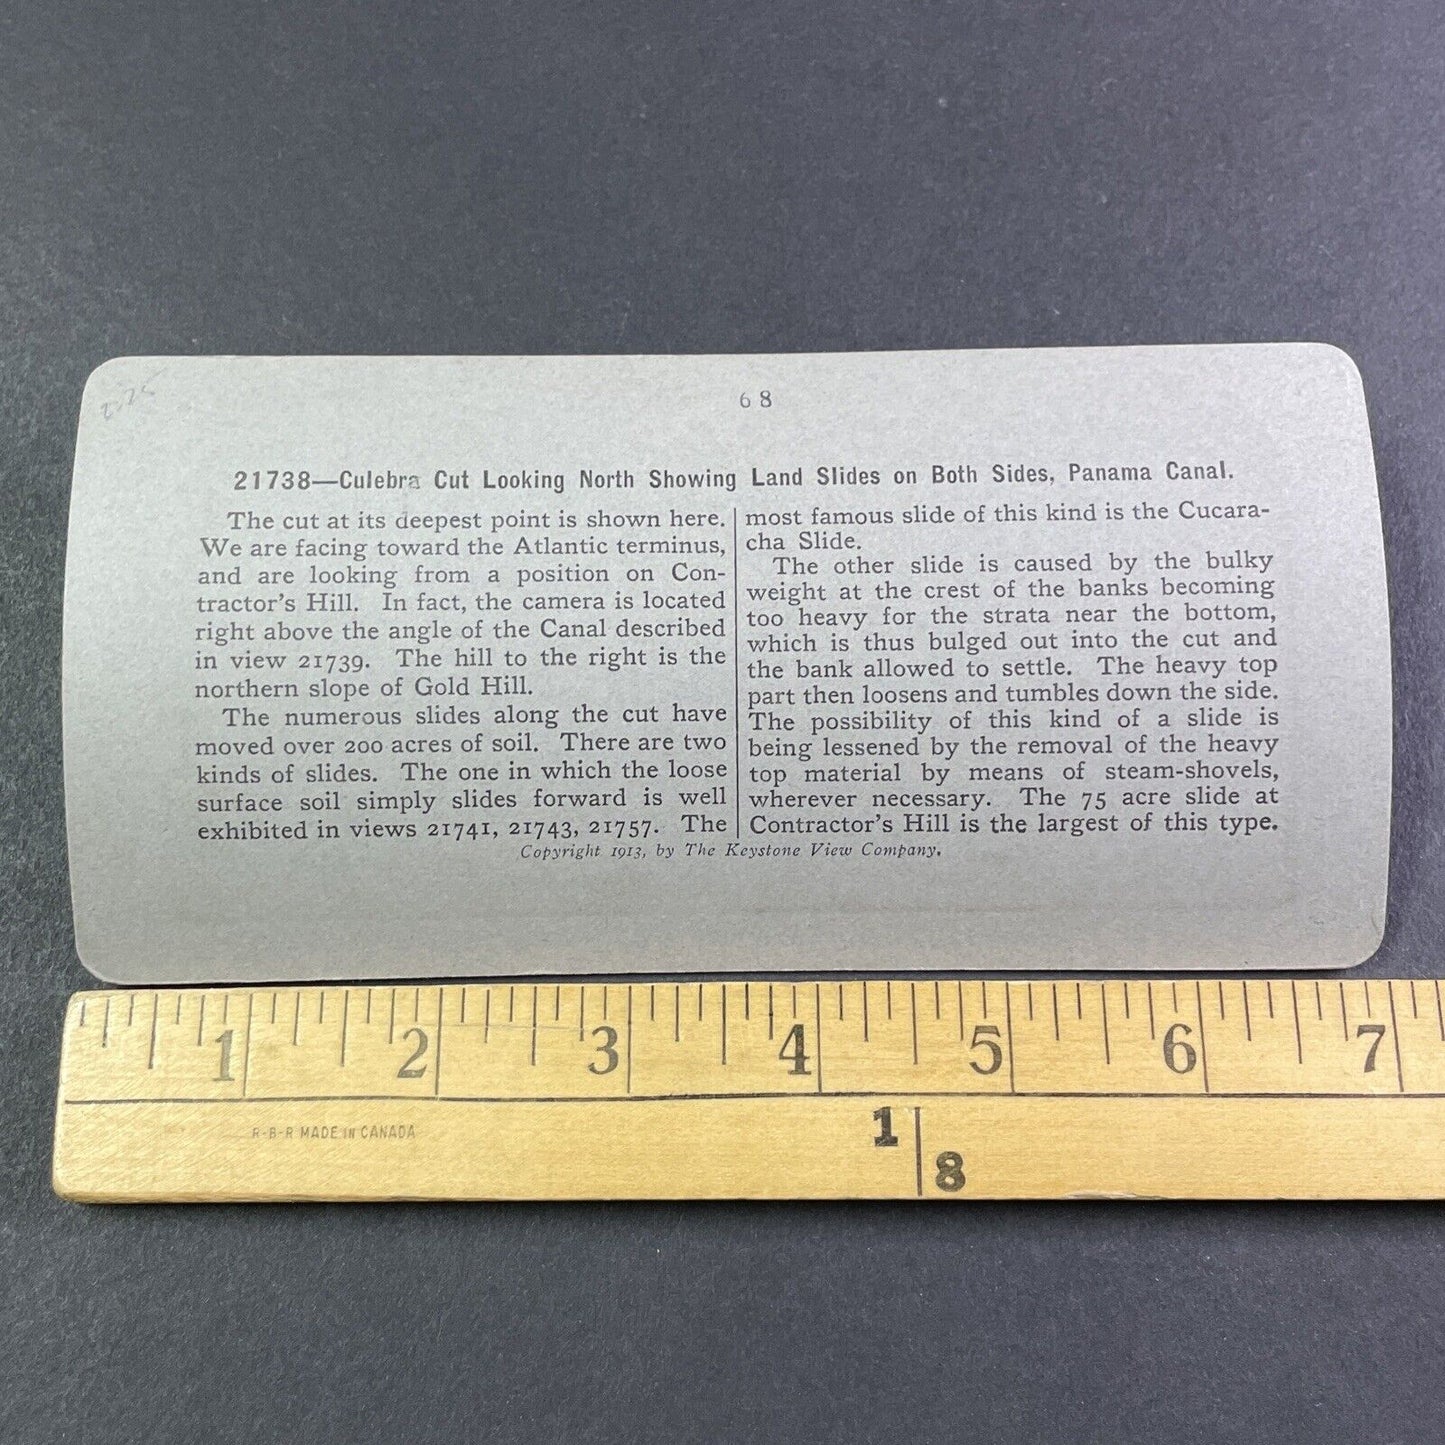 2.25
68
21738—Culebra Cut Looking North Showing Land Slides on Both Sides, Panama Canal.
The cut at its deepest point is shown here.
We are facing toward the Atlantic terminus,
and are looking from a position on Con-
tractor's Hill. In fact, the camera is located
right above the angle of the Canal described
in view 21739. The hill to the right is the
northern slope of Gold Hill.
The numerous slides along the cut have
moved over 200 acres of soil. There are two
kinds of slides. The one in which the loose
surface soil simply slides forward is well
exhibited in views 21741, 21743, 21757. The
most famous slide of this kind is the Cucara-
cha Slide.
The other slide is caused by the bulky
weight at the crest of the banks becoming
too heavy for the strata near the bottom,
which is thus bulged out into the cut and
the bank allowed to settle. The heavy top
part then loosens and tumbles down the side.
The possibility of this kind of a slide is
being lessened by the removal of the heavy
top material by means of steam-shovels,
wherever necessary. The 75 acre slide at
Contractor's Hill is the largest of this type.
Copyright 1913, by The Keystone View Company.
1 2 3 4 5 6 7
R-B-R MADE IN CANADA
1
8